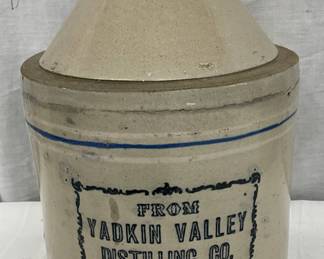 FROM
YADKIN VALLEY
DISTILLING CO.